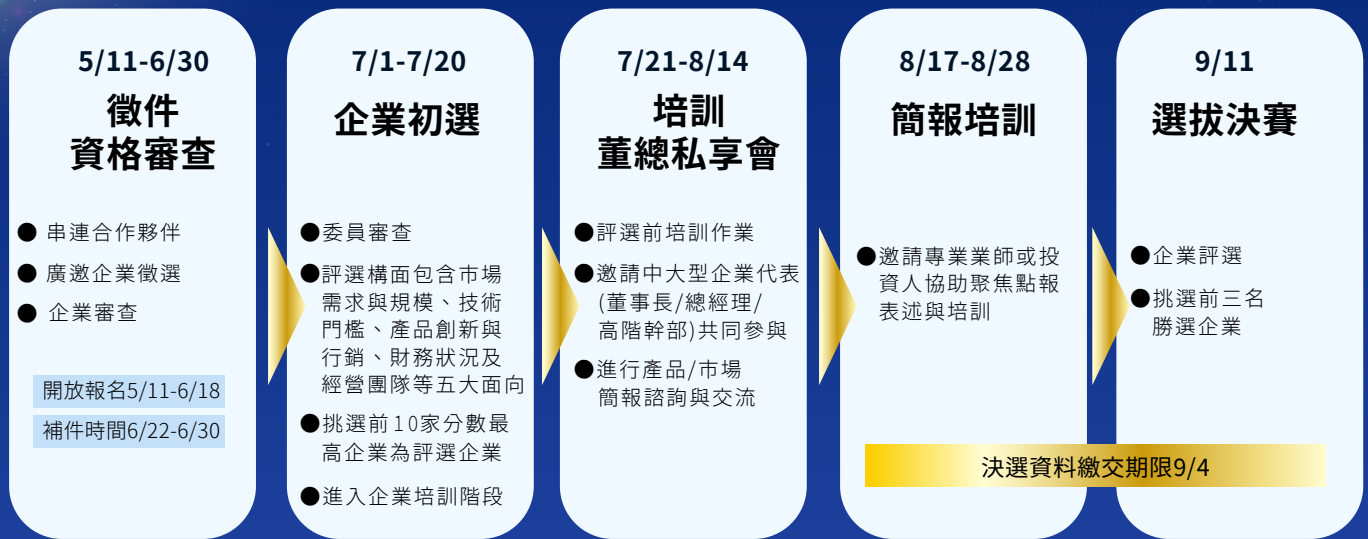 5/11-6/30
徵件
資格審查
● 串連合作夥伴
● 廣邀企業徵選
● 企業審查
開放報名5/11-6/18
補件時間6/22-6/30
7/1-7/20
企業初選
●委員審查
●評選構面包含市場
需求與規模、技術
門檻、產品創新與
行銷、財務狀況及
經營團隊等五大面向
●挑選前10家分數最
高企業為評選企業
●進入企業培訓階段
7/21-8/14
培訓
董總私享會
●評選前培訓作業
●邀請中大型企業代表
(董事長/總經理/
高階幹部)共同參與
●進行產品/市場
簡報諮詢與交流
8/17-8/28
簡報培訓
●邀請專業業師或投
資人協助聚焦點報
表述與培訓
9/11
選拔決賽
●企業評選
●挑選前三名
勝選企業
決選資料繳交期限9/4